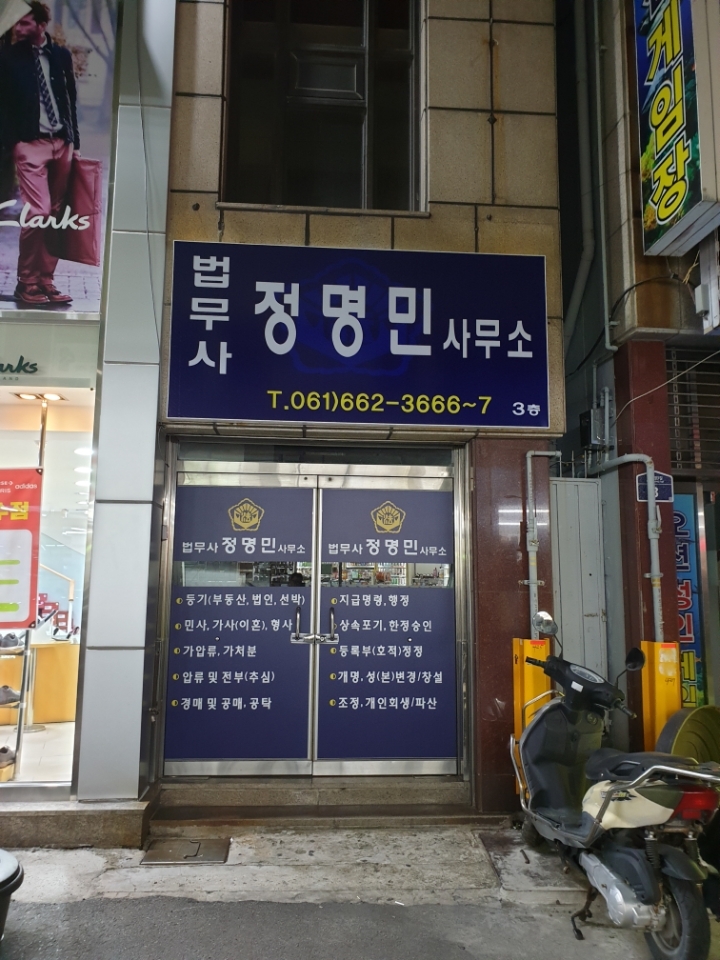 Clarks
법무사
정명민 사무소
T.061)662-3666~7 3층
법무사 정명민 사무소
등기(부동산, 법인, 선박)
민사, 가사(이혼), 형사
가압류, 가처분
압류 및 전부(추심)
경매 및 공매, 공탁
법무사 정명민 사무소
지급명령, 행정
상속포기, 한정승인
등록부(호적)정정
개명, 성(본)변경/창설
조정, 개인회생/파산
게임장
adidas